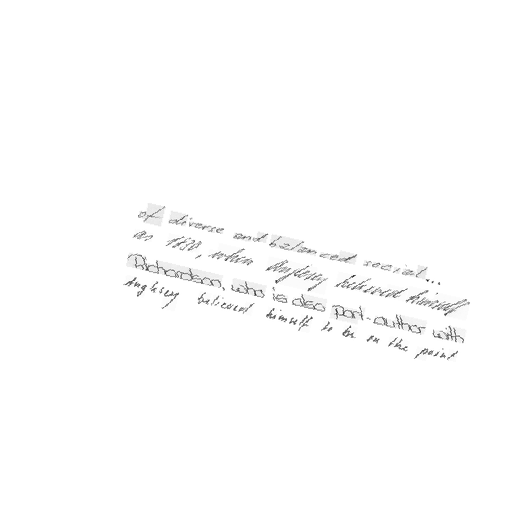 of diverse and balanced social...
as 1830, when Anglesey believed himself
Richardson, who is also part-author with
Anglesey believed himself to be on the point